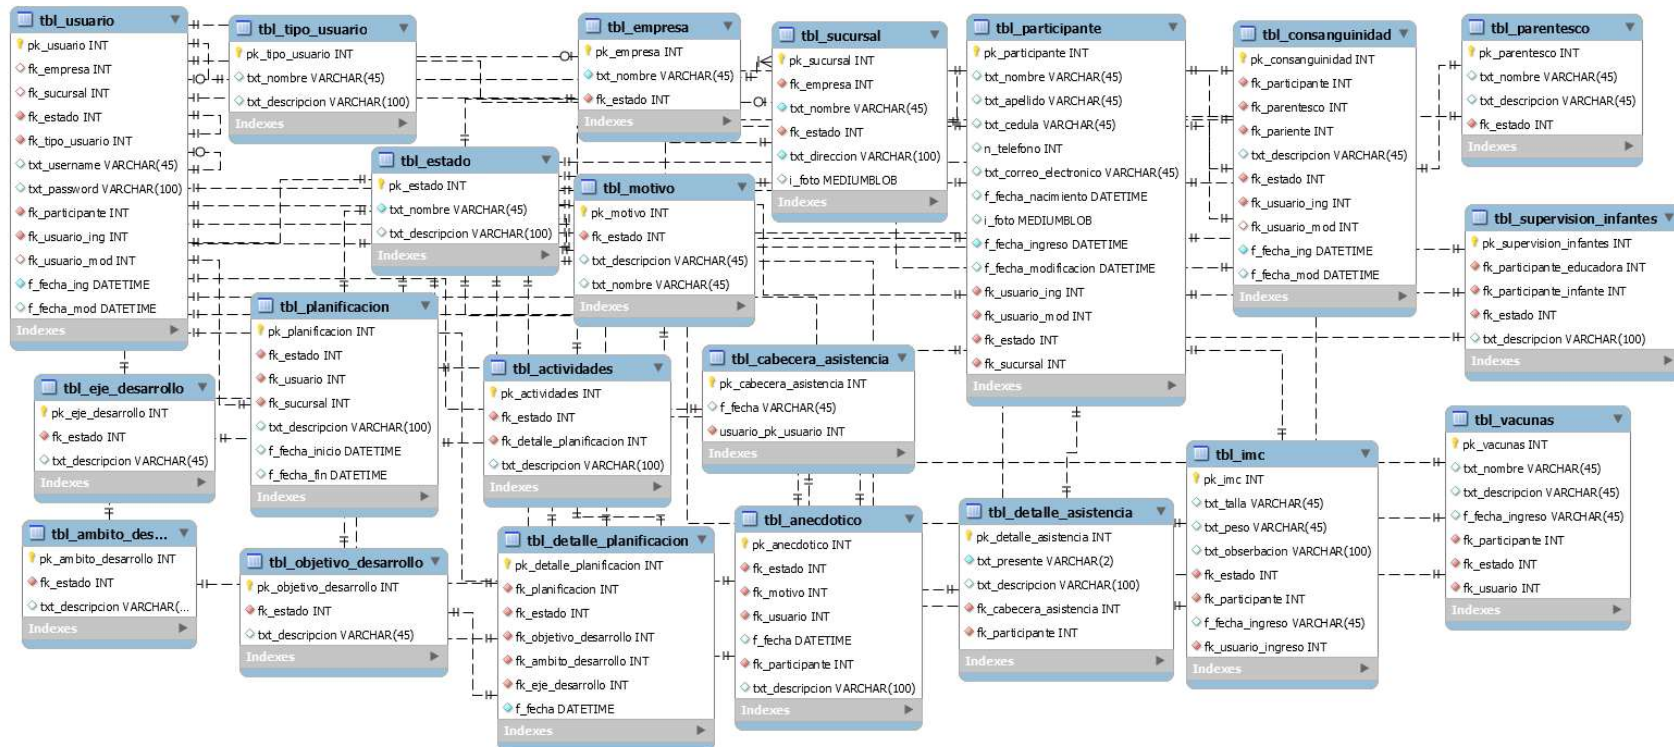 tbl_usuario
pk_usuario INT
fk_empresa INT
fk_sucursal INT
fk_estado INT
fk_tipo_usuario INT
txt_username VARCHAR(45)
txt_password VARCHAR(100)
fk_participante INT
fk_usuario_ing INT
fk_usuario_mod INT
f_fecha_ing DATETIME
f_fecha_mod DATETIME
Indexes
tbl_tipo_usuario
pk_tipo_usuario INT
txt_nombre VARCHAR(45)
txt_descripcion VARCHAR(100)
Indexes
tbl_empresa
pk_empresa INT
txt_nombre VARCHAR(45)
fk_estado INT
Indexes
tbl_sucursal
pk_sucursal INT
fk_empresa INT
txt_nombre VARCHAR(45)
fk_estado INT
txt_direccion VARCHAR(100)
i_foto MEDIUMBLOB
Indexes
tbl_participante
pk_participante INT
txt_nombre VARCHAR(45)
txt_apellido VARCHAR(45)
txt_cedula VARCHAR(45)
n_telefono INT
txt_correo_electronico VARCHAR(45)
f_fecha_nacimiento DATETIME
i_foto MEDIUMBLOB
f_fecha_ingreso DATETIME
f_fecha_modificacion DATETIME
fk_usuario_ing INT
fk_usuario_mod INT
fk_estado INT
fk_sucursal INT
Indexes
tbl_consanguinidad
pk_consanguinidad INT
fk_participante INT
fk_parentesco INT
fk_pariente INT
txt_descripcion VARCHAR(45)
fk_estado INT
fk_usuario_ing INT
fk_usuario_mod INT
f_fecha_ing DATETIME
f_fecha_mod DATETIME
Indexes
tbl_parentesco
pk_parentesco INT
txt_nombre VARCHAR(45)
txt_descripcion VARCHAR(45)
fk_estado INT
Indexes
tbl_estado
pk_estado INT
txt_nombre VARCHAR(45)
txt_descripcion VARCHAR(100)
Indexes
tbl_motivo
pk_motivo INT
fk_estado INT
txt_descripcion VARCHAR(45)
txt_nombre VARCHAR(45)
Indexes
tbl_supervision_infantes
pk_supervision_infantes INT
fk_participante_educadora INT
fk_participante_infante INT
fk_estado INT
txt_descripcion VARCHAR(100)
Indexes
tbl_planificacion
pk_planificacion INT
fk_estado INT
fk_usuario INT
fk_sucursal INT
txt_descripcion VARCHAR(100)
f_fecha_inicio DATETIME
f_fecha_fin DATETIME
Indexes
tbl_actividades
pk_actividades INT
fk_estado INT
fk_detalle_planificacion INT
txt_descripcion VARCHAR(100)
Indexes
tbl_cabecera_asistencia
pk_cabecera_asistencia INT
f_fecha VARCHAR(45)
usuario_pk_usuario INT
Indexes
tbl_eje_desarrollo
pk_eje_desarrollo INT
fk_estado INT
txt_descripcion VARCHAR(45)
Indexes
tbl_vacunas
pk_vacunas INT
txt_nombre VARCHAR(45)
txt_descripcion VARCHAR(45)
f_fecha_ingreso VARCHAR(45)
fk_participante INT
fk_estado INT
fk_usuario INT
Indexes
tbl_imc
pk_imc INT
txt_talla VARCHAR(45)
txt_peso VARCHAR(45)
txt_obserbacion VARCHAR(100)
fk_estado INT
fk_participante INT
f_fecha_ingreso VARCHAR(45)
fk_usuario_ingreso INT
Indexes
tbl_ambito_des...
pk_ambito_desarrollo INT
fk_estado INT
txt_descripcion VARCHAR(...
Indexes
tbl_objetivo_desarrollo
pk_objetivo_desarrollo INT
fk_estado INT
txt_descripcion VARCHAR(45)
Indexes
tbl_detalle_planificacion
pk_detalle_planificacion INT
fk_planificacion INT
fk_estado INT
fk_objetivo_desarrollo INT
fk_ambito_desarrollo INT
fk_eje_desarrollo INT
f_fecha DATETIME
Indexes
tbl_anecdotico
pk_anecdotico INT
fk_estado INT
fk_motivo INT
fk_usuario INT
f_fecha DATETIME
fk_participante INT
txt_descripcion VARCHAR(100)
Indexes
tbl_detalle_asistencia
pk_detalle_asistencia INT
txt_presente VARCHAR(2)
txt_descripcion VARCHAR(100)
fk_cabecera_asistencia INT
fk_participante INT
Indexes